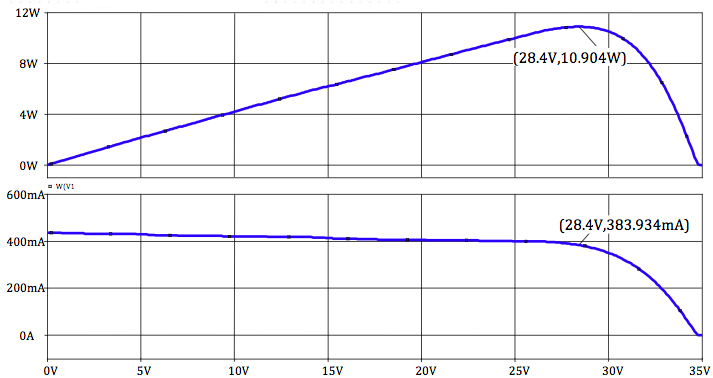 12W
(28.4V,10.904W)
8W
4W
0W
W(V1
600mA
(28.4V,383.934mA)
400mA
200mA
0A
0V 5V 10V 15V 20V 25V 30V 35V